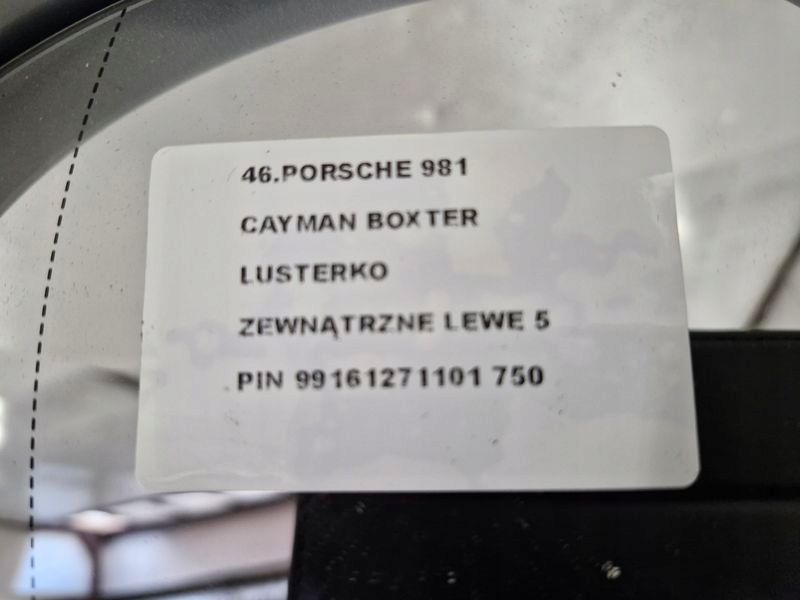 46.PORSCHE 981
CAYMAN BOXTER
LUSTERKO
ZEWNĄTRZNE LEWE 5
PIN 99161271101 750